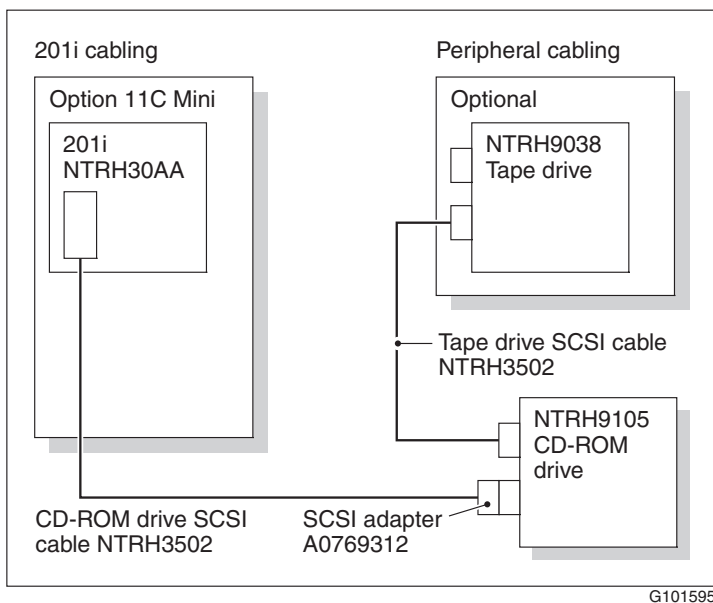 201i cabling
Option 11C Mini
201i
NTRH30AA
CD-ROM drive SCSI
cable NTRH3502
SCSI adapter
A0769312
Peripheral cabling
Optional
NTRH9038
Tape drive
Tape drive SCSI cable
NTRH3502
NTRH9105
CD-ROM
drive
G101595